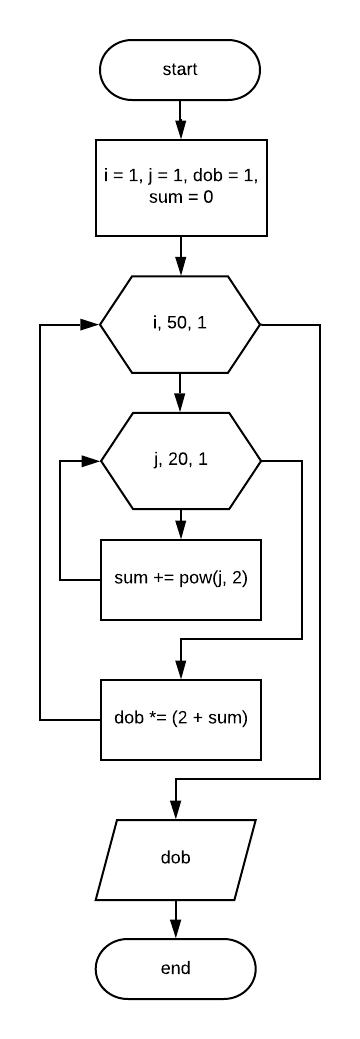 start
i = 1, j = 1, dob = 1,
sum = 0
i, 50, 1
j, 20, 1
sum += pow(j, 2)
dob *= (2 + sum)
dob
end